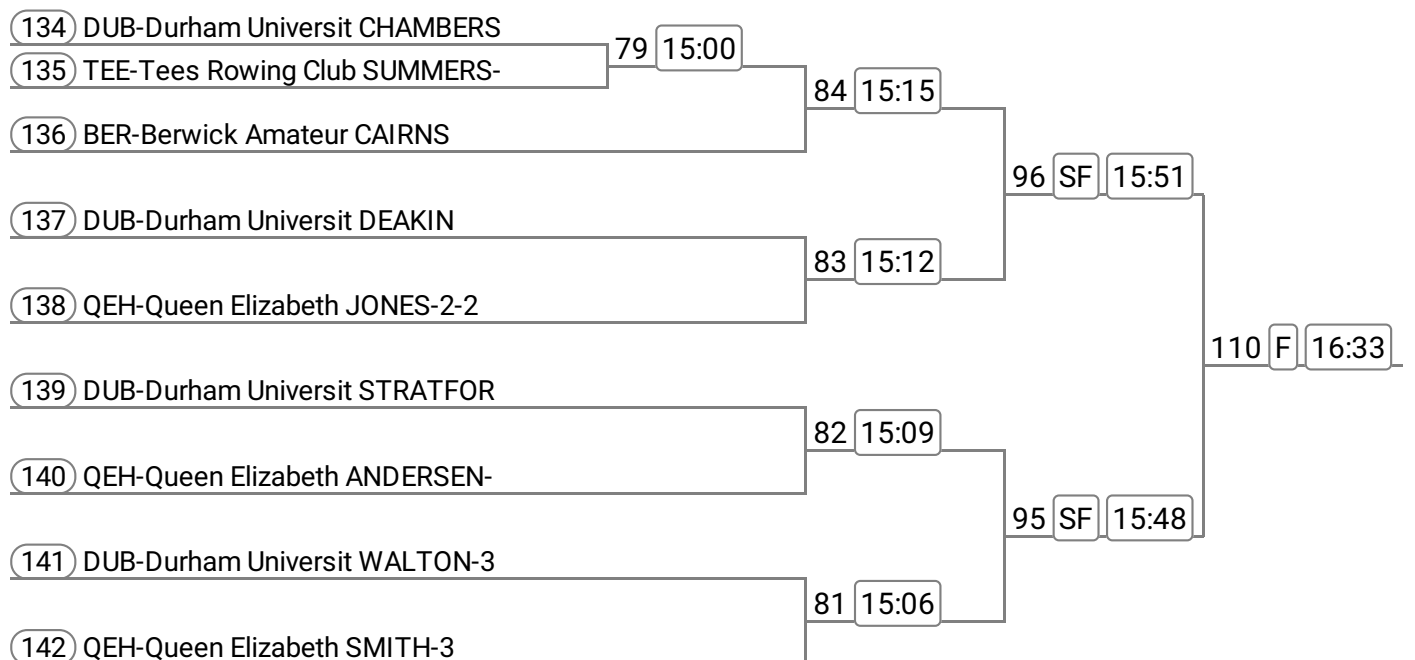 134 DUB-Durham Universit CHAMBERS
79 15:00
135 TEE-Tees Rowing Club SUMMERS-
84 15:15
136 BER-Berwick Amateur CAIRNS
96 SF 15:51
137 DUB-Durham Universit DEAKIN
83 15:12
138 QEH-Queen Elizabeth JONES-2-2
110 F 16:33
139 DUB-Durham Universit STRATFOR
82 15:09
140 QEH-Queen Elizabeth ANDERSEN-
95 SF 15:48
141 DUB-Durham Universit WALTON-3
81 15:06
142 QEH-Queen Elizabeth SMITH-3